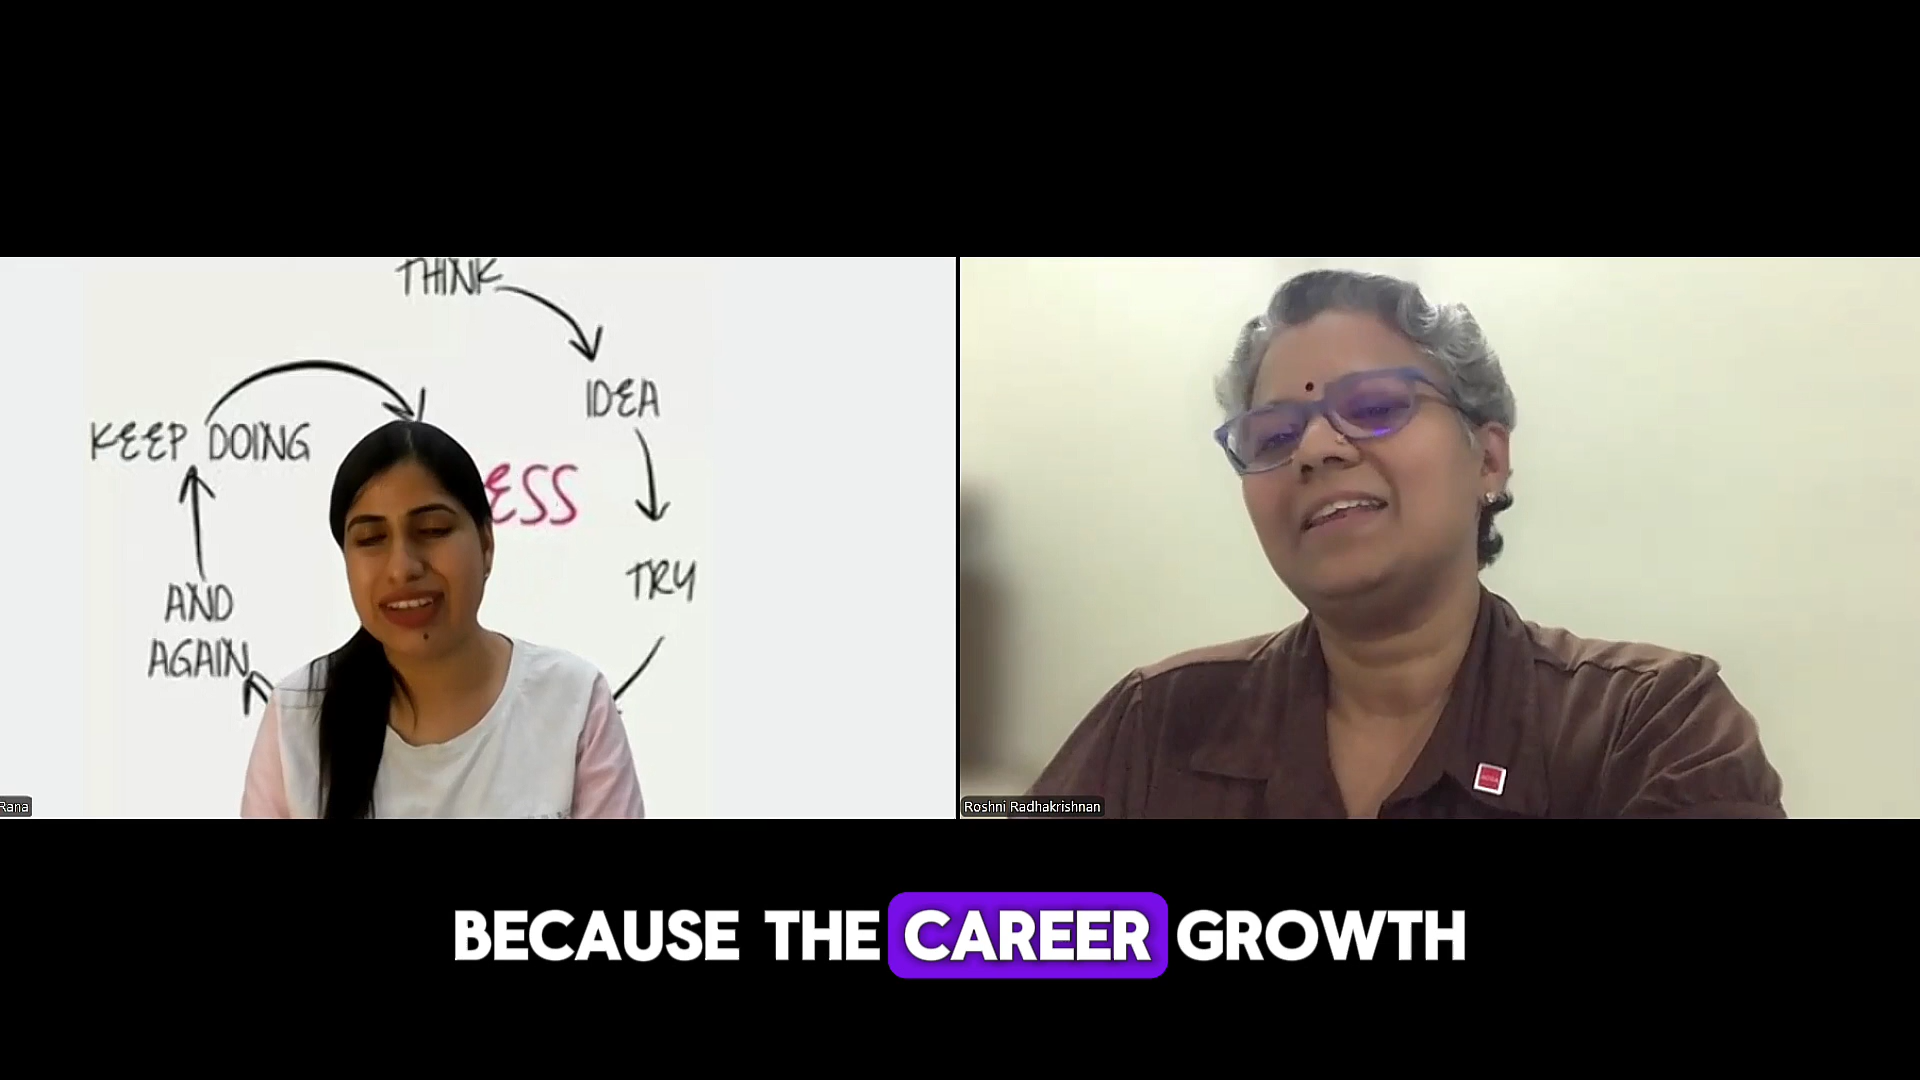 THINK
IDEA
KEEP DOING
ESS
TRY
AND
AGAIN
Rana
Roshni Radhakrishnan
BECAUSE THE CAREER GROWTH